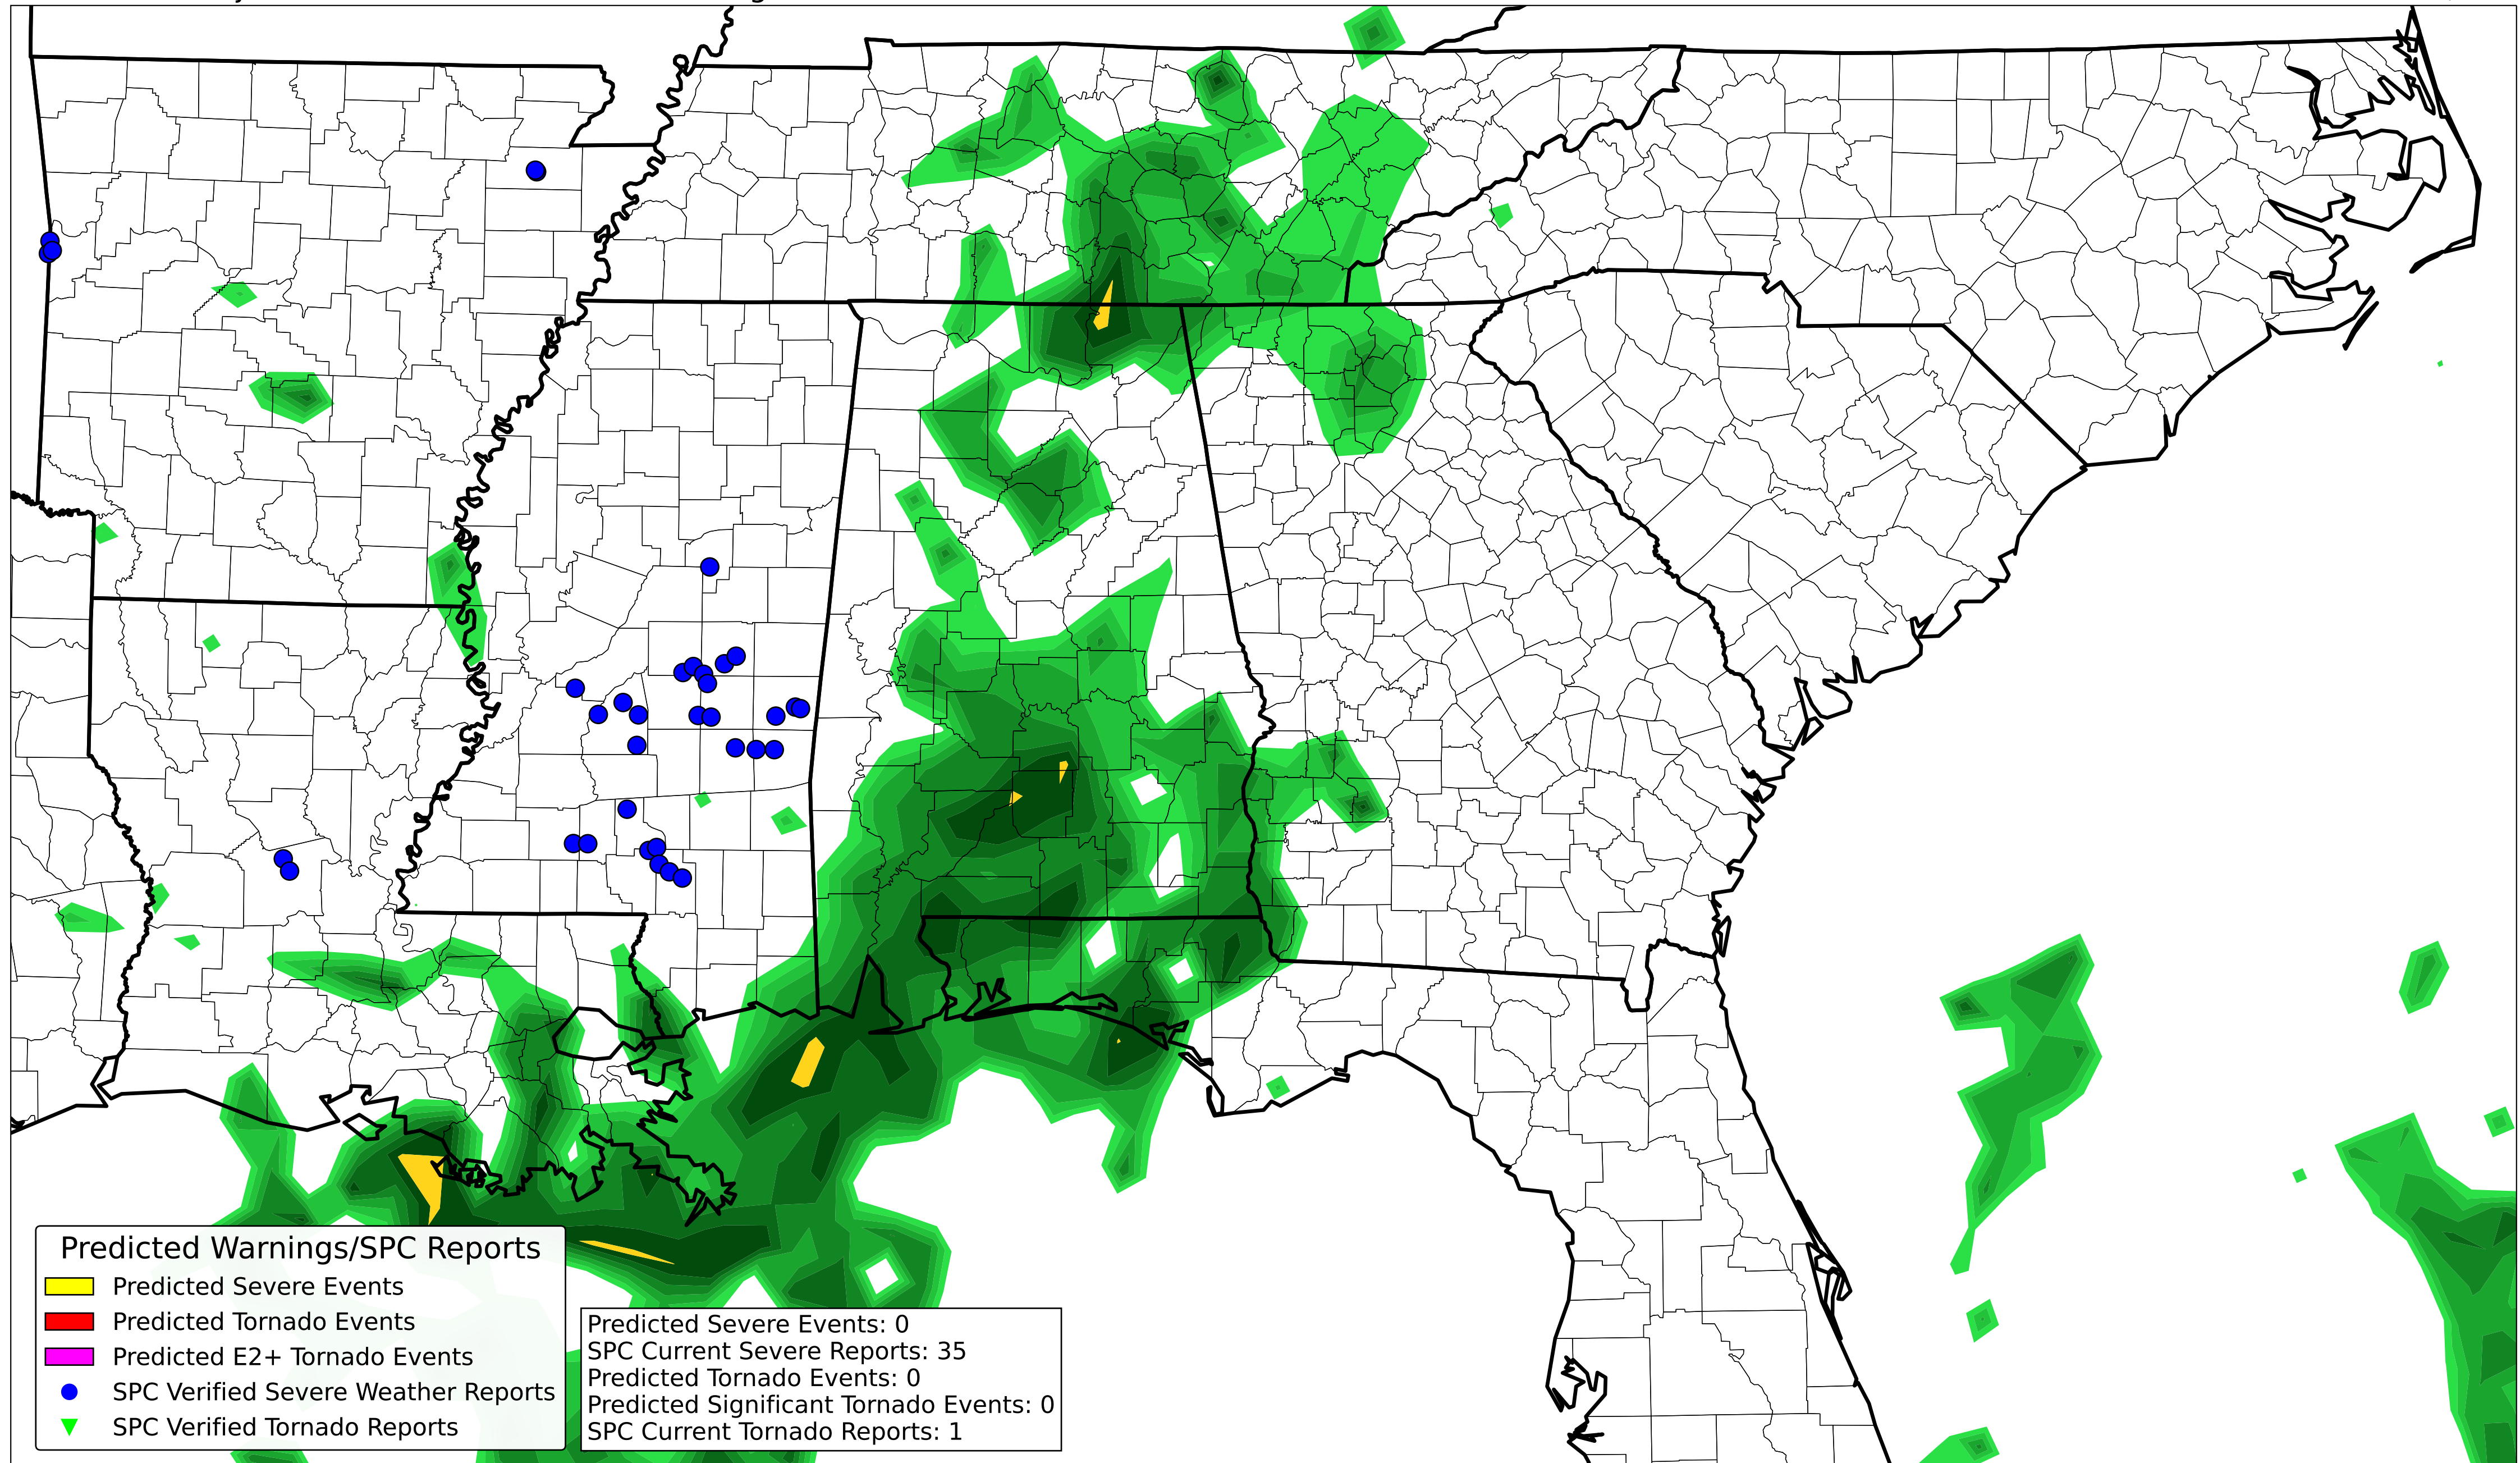 Predicted Warnings/SPC Reports
Predicted Severe Events
Predicted Tornado Events
Predicted E2+ Tornado Events
SPC Verified Severe Weather Reports
SPC Verified Tornado Reports
Predicted Severe Events: 0
SPC Current Severe Reports: 35
Predicted Tornado Events: 0
Predicted Significant Tornado Events: 0
SPC Current Tornado Reports: 1